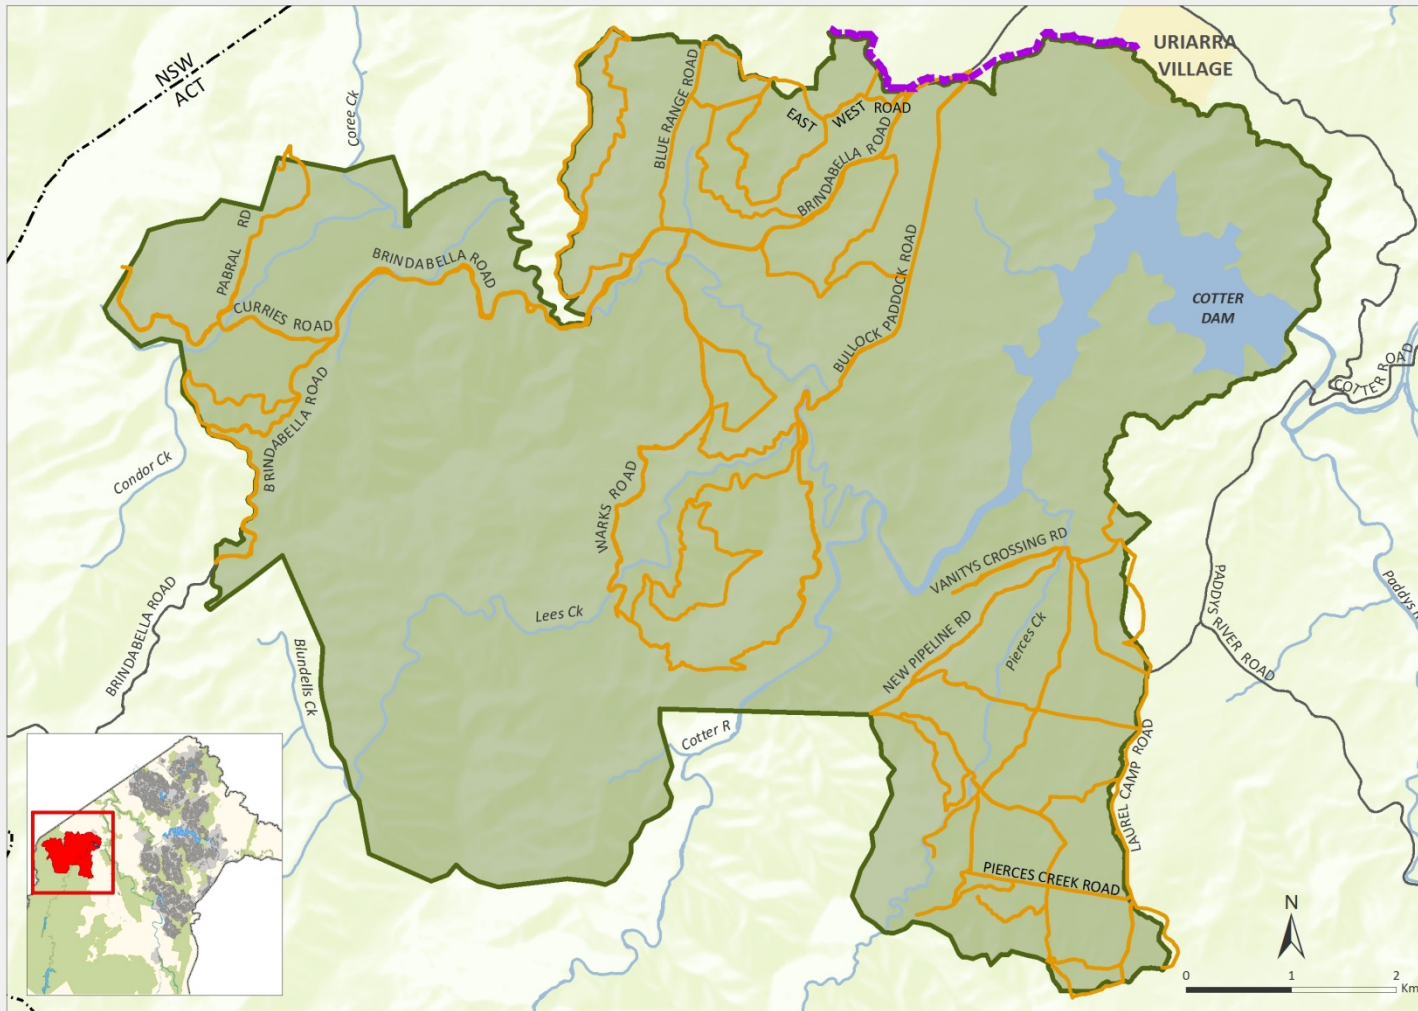 NSW
ACT
Coree Ck
URIARRA
VILLAGE
BLUE RANGE ROAD
EAST WEST ROAD
BRINDABELLA ROAD
PABRAL RD
BRINDABELLA ROAD
CURRIES ROAD
BULLOCK PADDOCK ROAD
COTTER
DAM
COTTER ROAD
BRINDABELLA ROAD
Condor Ck
WARKS ROAD
VANITYS CROSSING RD
PADDYS RIVER ROAD
Paddys R
BRINDABELLA ROAD
Lees Ck
Blundells Ck
NEW PIPELINE RD
Pierces Ck
Cotter R
LAUREL CAMP ROAD
PIERCES CREEK ROAD
N
0 1 2
Km